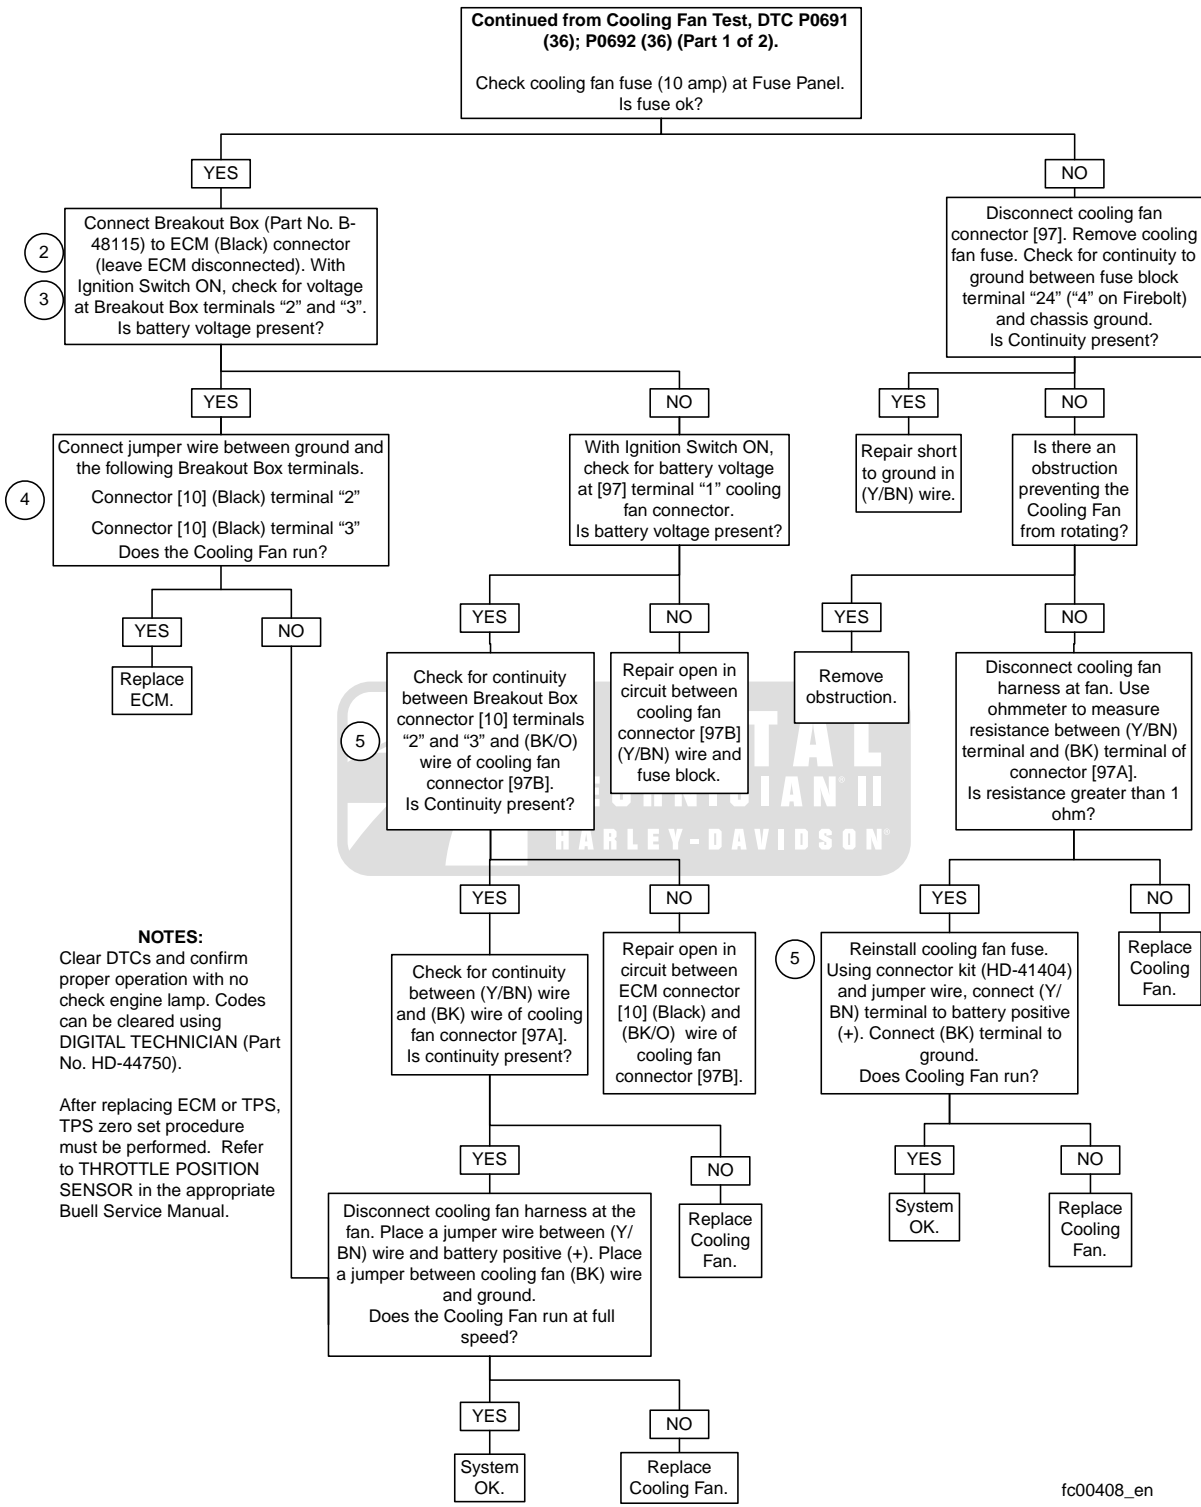 Continued from Cooling Fan Test, DTC P0691
(36); P0692 (36) (Part 1 of 2).
Check cooling fan fuse (10 amp) at Fuse Panel.
Is fuse ok?
YES
NO
2
3
Connect Breakout Box (Part No. B-
48115) to ECM (Black) connector
(leave ECM disconnected). With
Ignition Switch ON, check for voltage
at Breakout Box terminals “2” and “3”.
Is battery voltage present?
Disconnect cooling fan
connector [97]. Remove cooling
fan fuse. Check for continuity to
ground between fuse block
terminal “24” (“4” on Firebolt)
and chassis ground.
Is Continuity present?
YES
NO
YES
NO
4
Connect jumper wire between ground and
the following Breakout Box terminals.
Connector [10] (Black) terminal “2”
Connector [10] (Black) terminal “3”
Does the Cooling Fan run?
With Ignition Switch ON,
check for battery voltage
at [97] terminal “1” cooling
fan connector.
Is battery voltage present?
Repair short
to ground in
(Y/BN) wire.
Is there an
obstruction
preventing the
Cooling Fan
from rotating?
YES
NO
YES
NO
YES
NO
Replace
ECM.
5
Check for continuity
between Breakout Box
connector [10] terminals
“2” and “3” and (BK/O)
wire of cooling fan
connector [97B].
Is Continuity present?
Repair open in
circuit between
cooling fan
connector [97B]
(Y/BN) wire and
fuse block.
Remove
obstruction.
Disconnect cooling fan
harness at fan. Use
ohmmeter to measure
resistance between (Y/BN)
terminal and (BK) terminal of
connector [97A].
Is resistance greater than 1
ohm?
TECHNICIAN® II
HARLEY-DAVIDSON®
YES
NO
YES
NO
NOTES:
Clear DTCs and confirm
proper operation with no
check engine lamp. Codes
can be cleared using
DIGITAL TECHNICIAN (Part
No. HD-44750).
After replacing ECM or TPS,
TPS zero set procedure
must be performed. Refer
to THROTTLE POSITION
SENSOR in the appropriate
Buell Service Manual.
Check for continuity
between (Y/BN) wire
and (BK) wire of cooling
fan connector [97A].
Is continuity present?
Repair open in
circuit between
ECM connector
[10] (Black) and
(BK/O) wire of
cooling fan
connector [97B].
5
Reinstall cooling fan fuse.
Using connector kit (HD-41404)
and jumper wire, connect (Y/
BN) terminal to battery positive
(+). Connect (BK) terminal to
ground.
Does Cooling Fan run?
Replace
Cooling
Fan.
YES
NO
YES
NO
Disconnect cooling fan harness at the
fan. Place a jumper wire between (Y/
BN) wire and battery positive (+). Place
a jumper between cooling fan (BK) wire
and ground.
Does the Cooling Fan run at full
speed?
Replace
Cooling
Fan.
System
OK.
Replace
Cooling
Fan.
YES
NO
System
OK.
Replace
Cooling Fan.
fc00408_en